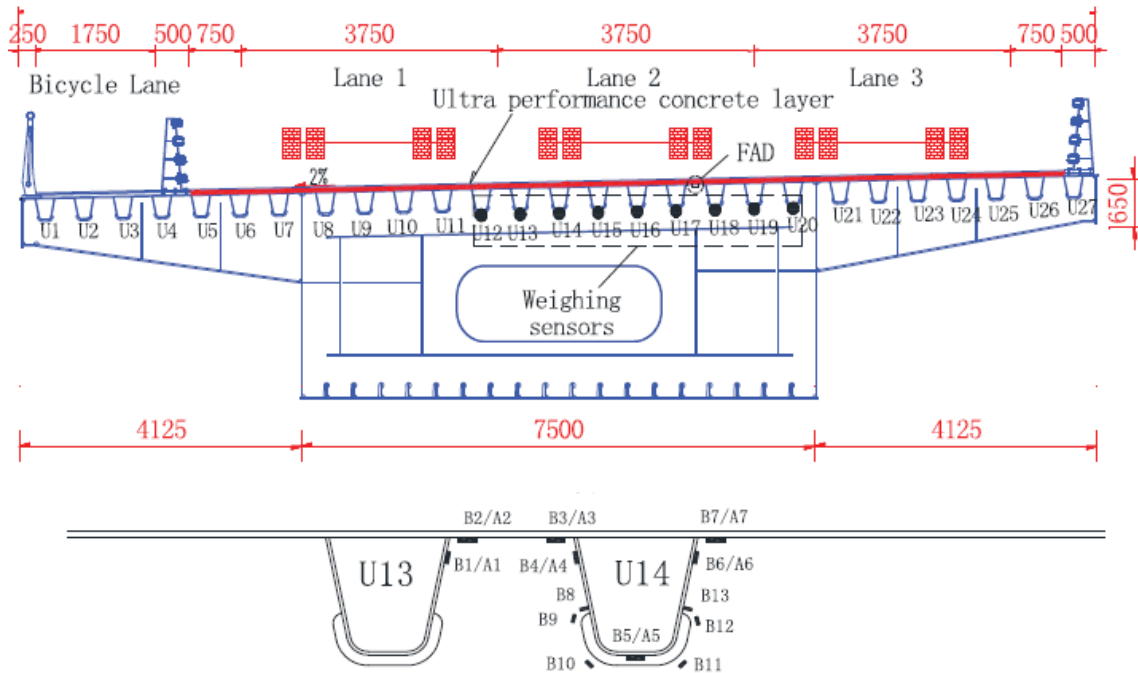 250 1750 500 750 3750 3750 3750 750 500
Bicycle Lane Lane 1 Lane 2 Lane 3
Ultra performance concrete layer
FAD
2%
U1 U2 U3 U4 U5 U6 U7 U8 U9 U10 U11 U12 U13 U14 U15 U16 U17 U18 U19 U20 U21 U22 U23 U24 U25 U26 U27
650
Weighing
sensors
4125 7500 4125
B2/A2 B3/A3 B7/A7
U13 B1/A1 B4/A4 U14 B6/A6
B8 B13
B9 B12
B5/A5
B10 B11